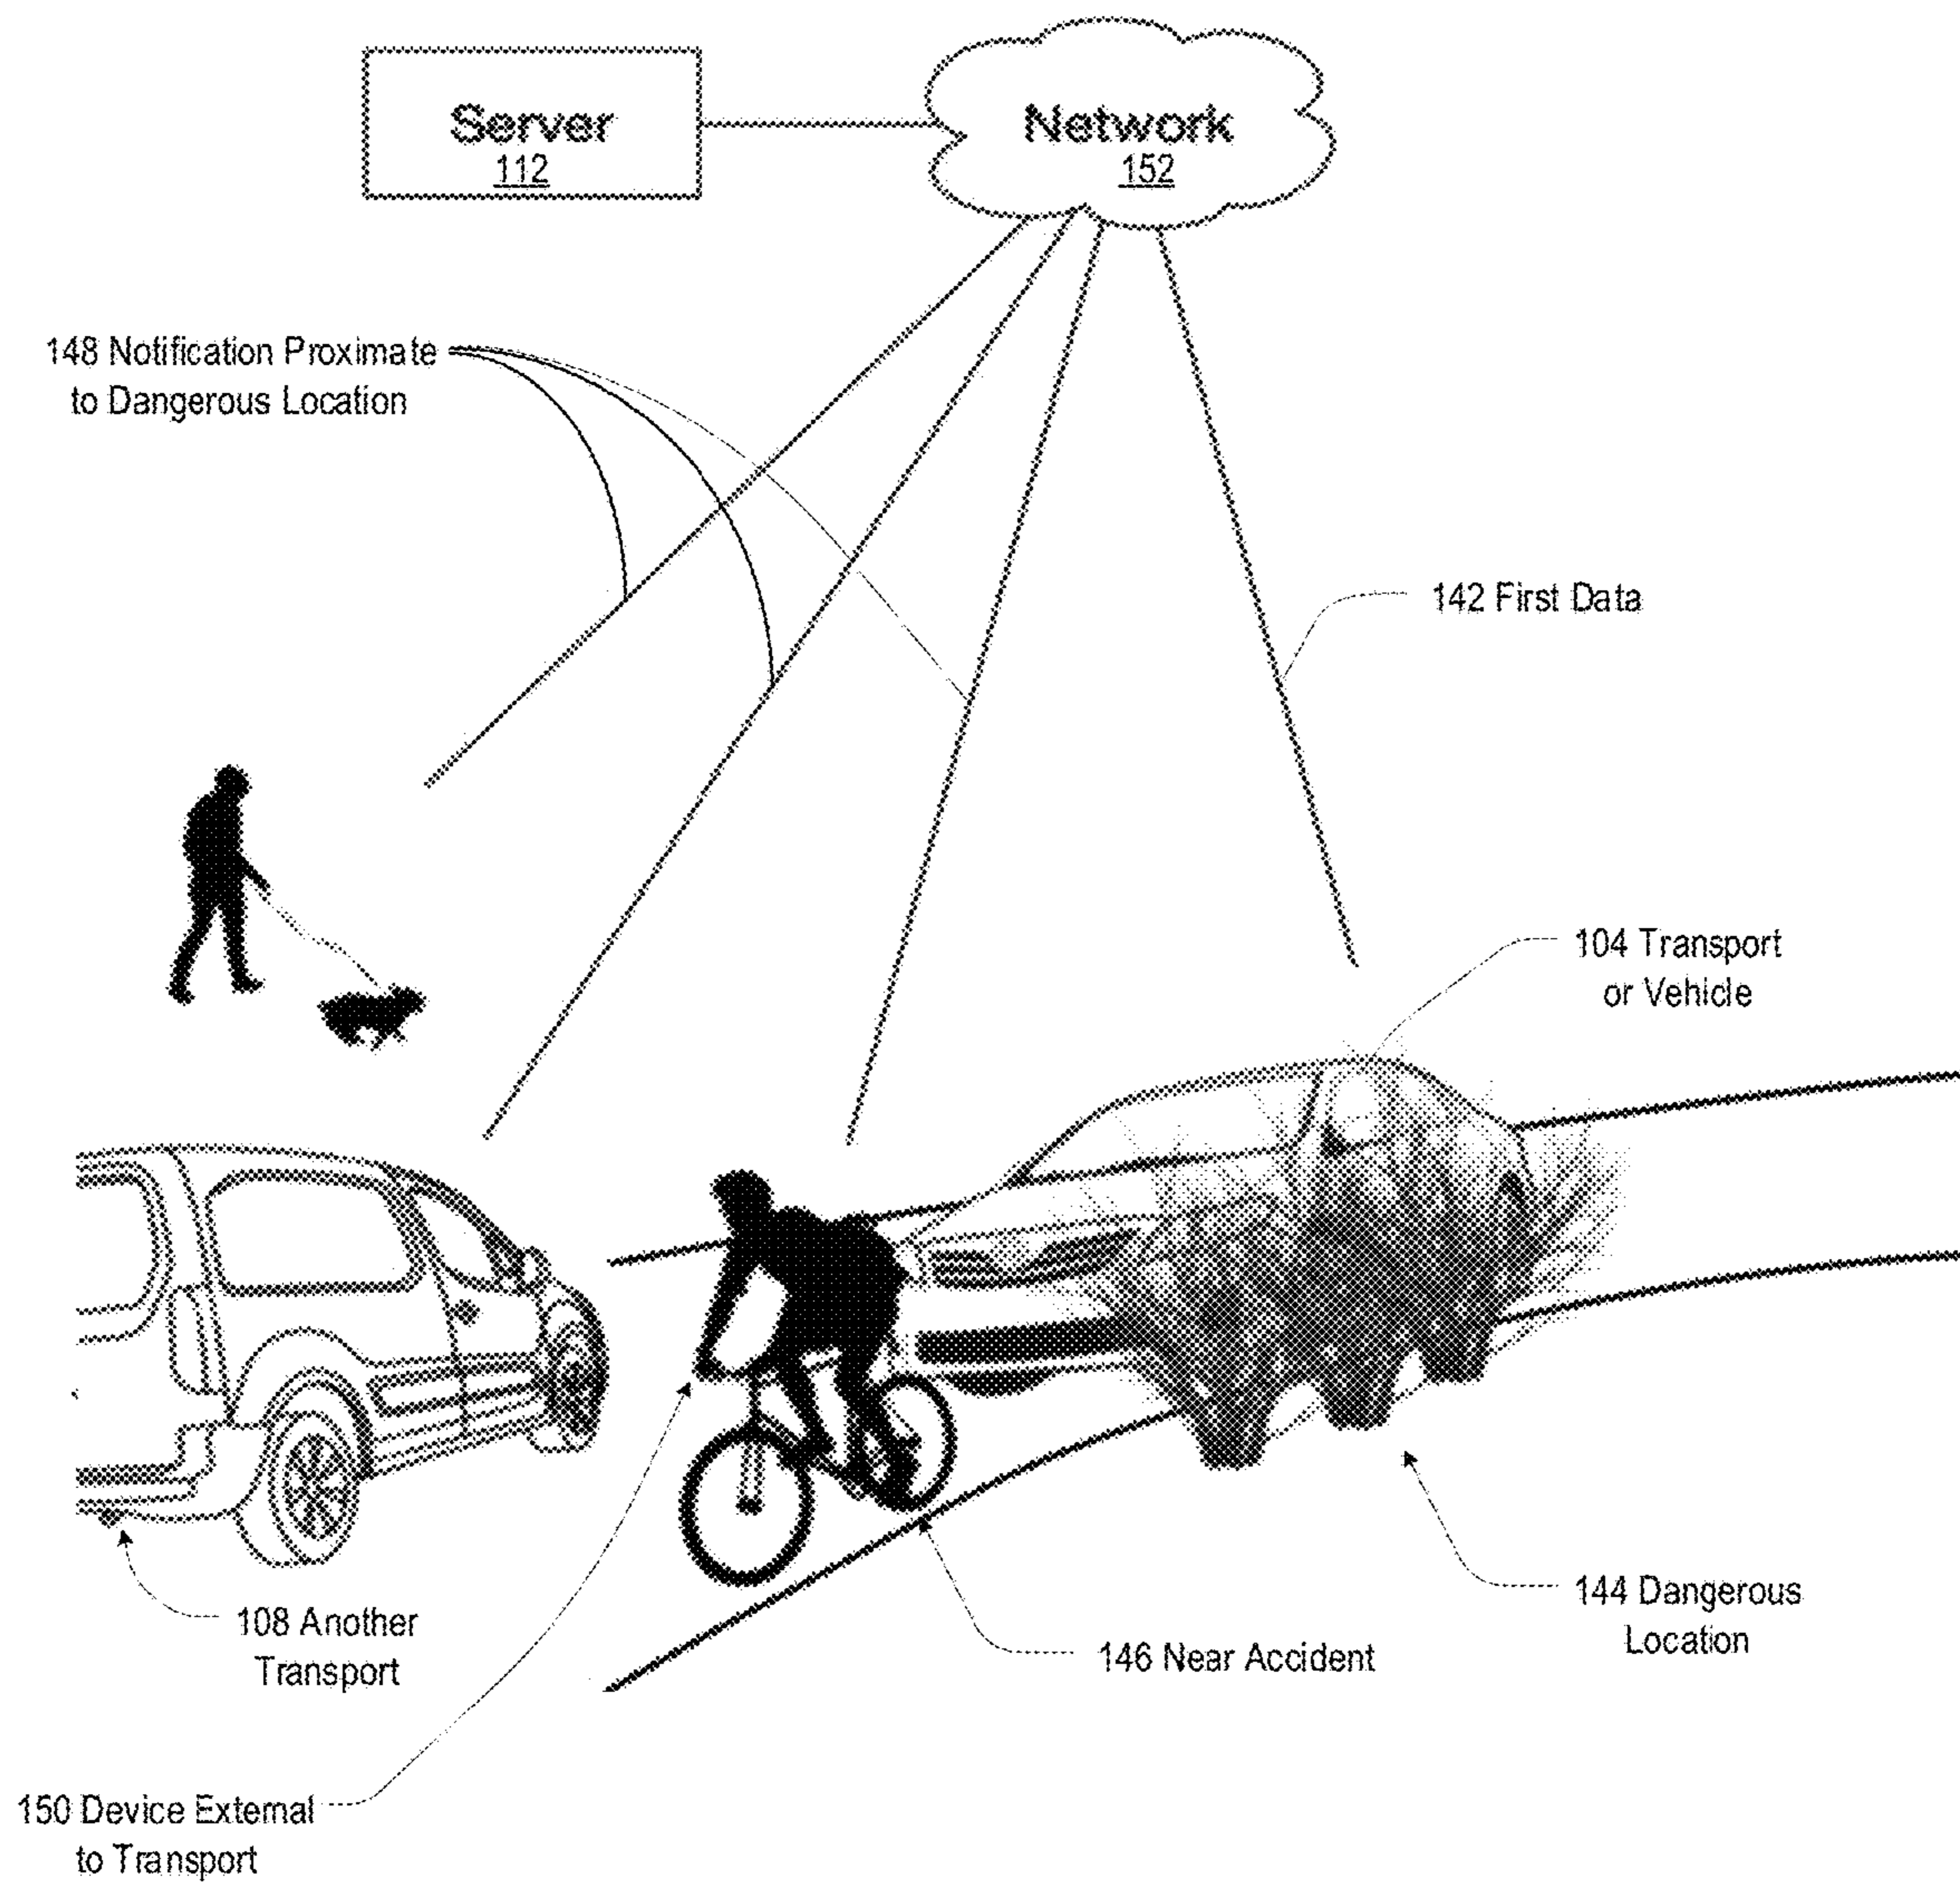 Server
112
Network
152
148 Notification Proximate
to Dangerous Location
142 First Data
104 Transport
or Vehicle
108 Another
Transport
146 Near Accident
144 Dangerous
Location
150 Device External
to Transport